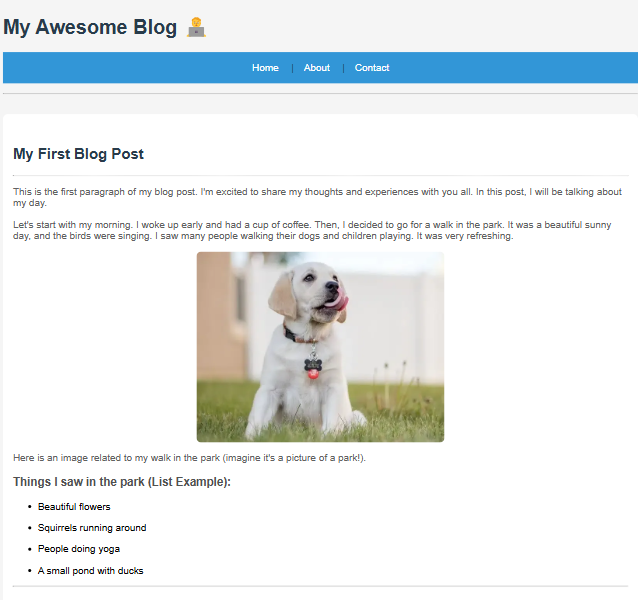 My Awesome Blog 🧑‍💻
Home | About | Contact
My First Blog Post
This is the first paragraph of my blog post. I'm excited to share my thoughts and experiences with you all. In this post, I will be talking about
my day.
Let's start with my morning. I woke up early and had a cup of coffee. Then, I decided to go for a walk in the park. It was a beautiful sunny
day, and the birds were singing. I saw many people walking their dogs and children playing. It was very refreshing.
Here is an image related to my walk in the park (imagine it's a picture of a park!).
Things I saw in the park (List Example):
• Beautiful flowers
• Squirrels running around
• People doing yoga
• A small pond with ducks